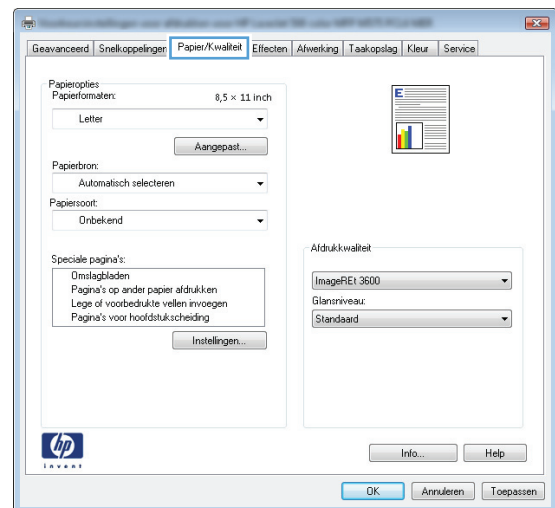 Geavanceerd Snelkoppelingen Papier/Kwaliteit Effecten Afwerking Taakopslag Kleur Service
Papieropties
Papierformaten: 8,5 × 11 inch
Letter
Aangepast...
Papierbron:
Automatisch selecteren
Papiersoort:
Onbekend
Speciale pagina's:
Omslagbladen
Pagina's op ander papier afdrukken
Lege of voorbedrukte vellen invoegen
Pagina's voor hoofdstukscheiding
Instellingen...
E
Afdrukkwaliteit
ImageREt 3600
Glansniveau:
Standaard
hp
invent
Info... Help
OK Annuleren Toepassen